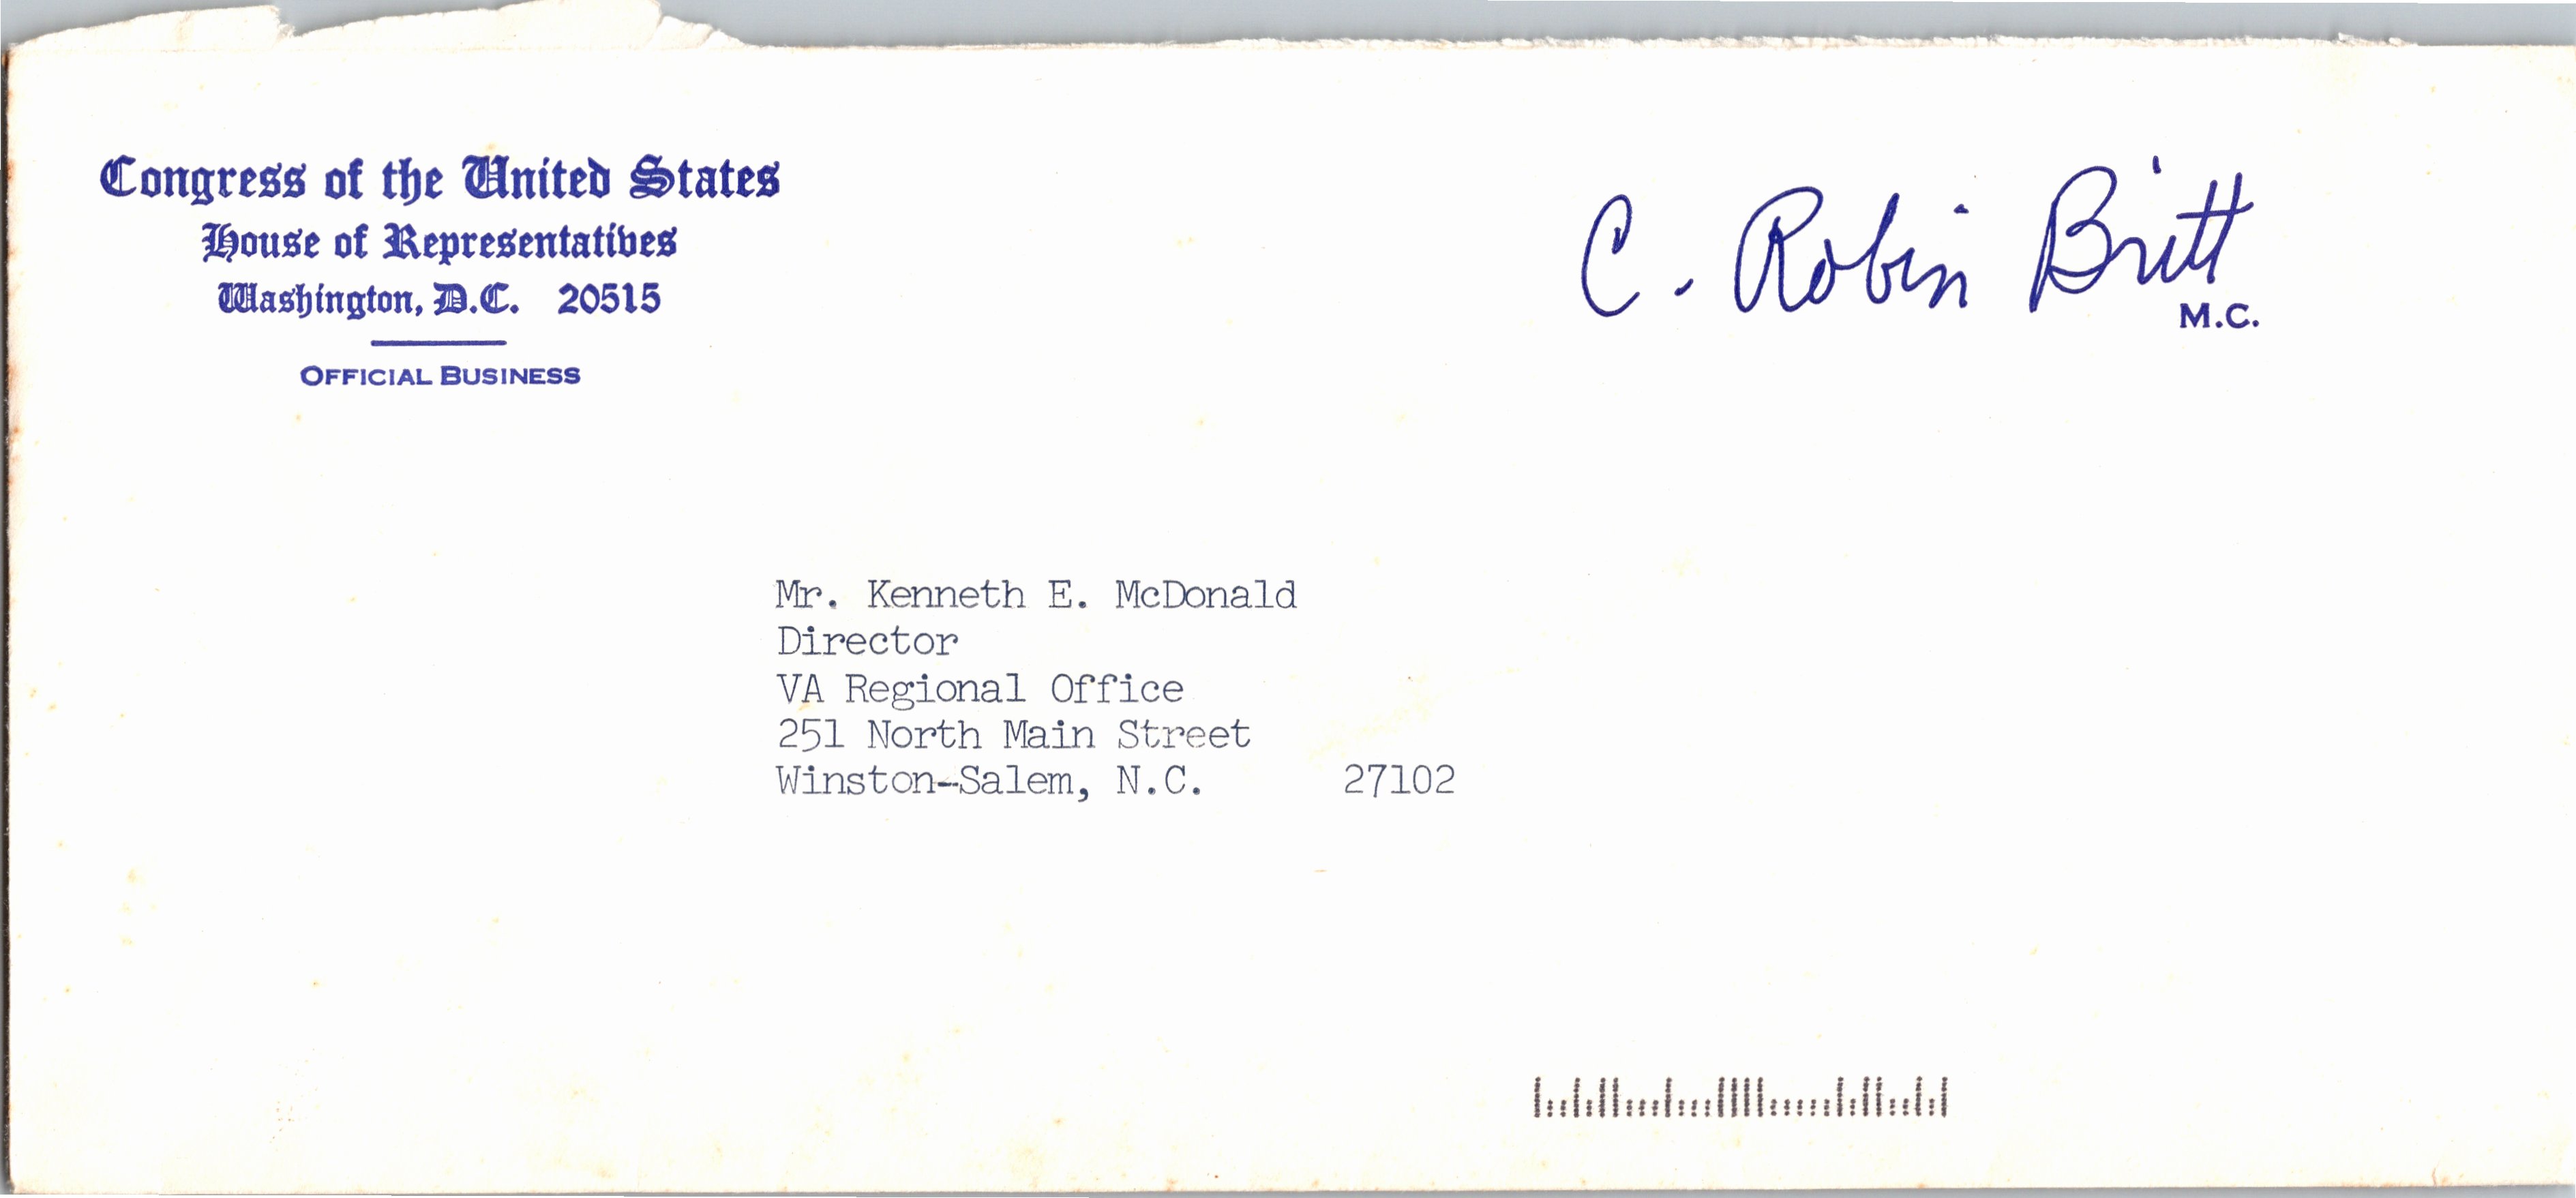 Congress of the United States
House of Representatives
Washington, D.C. 20515
OFFICIAL BUSINESS
C. Robin Britt
M.C.
Mr. Kenneth E. McDonald
Director
VA Regional Office
251 North Main Street
Winston-Salem, N.C. 27102